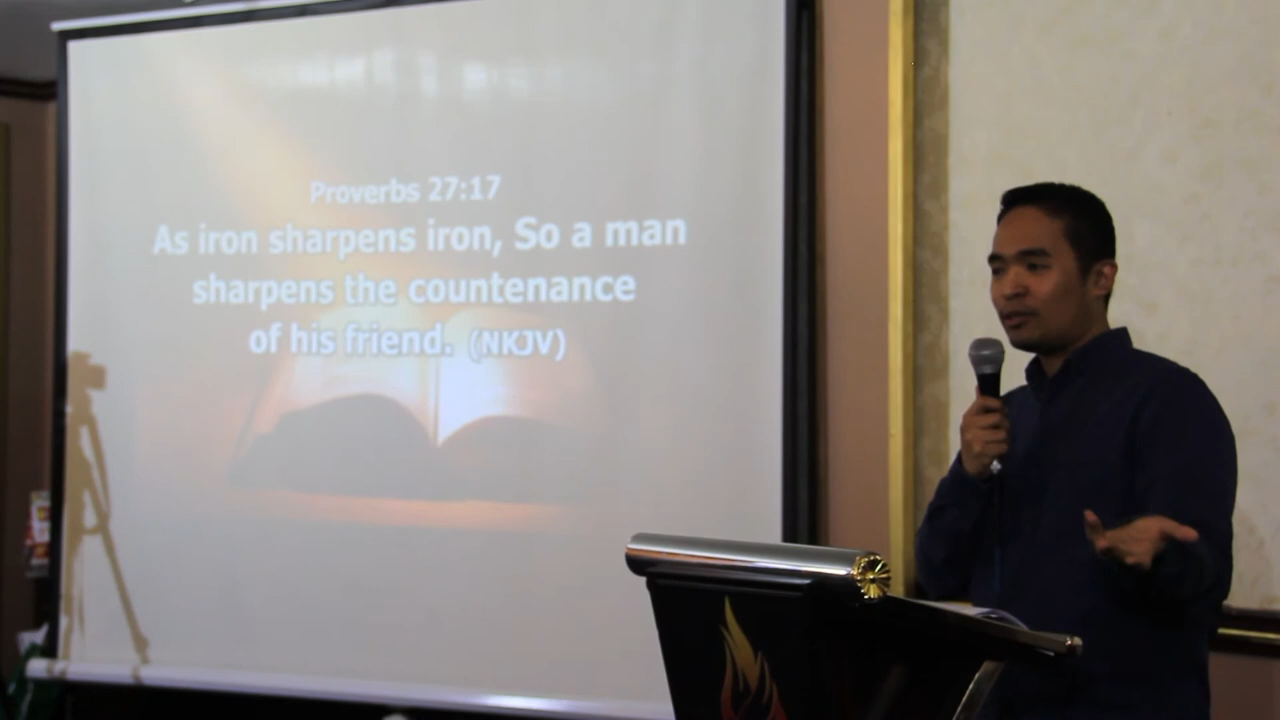 Proverbs 27:17
As iron sharpens iron, So a man
sharpens the countenance
of his friend. (NKJV)